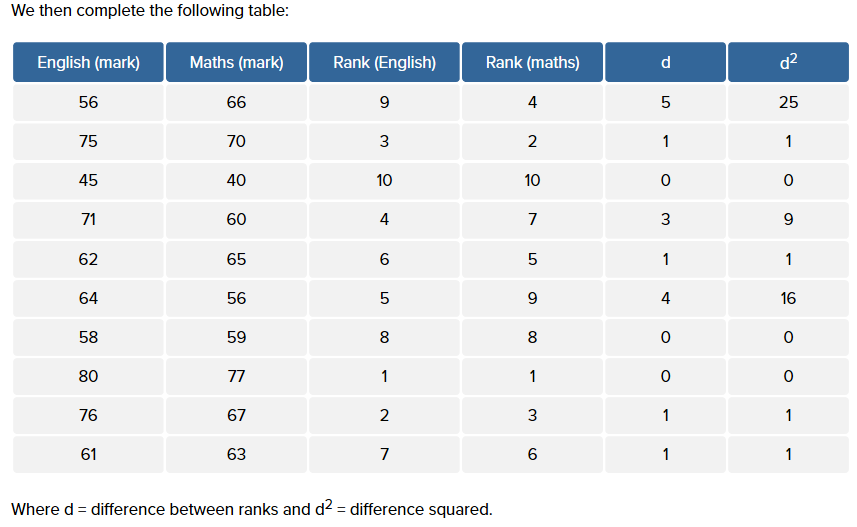 We then complete the following table:
English (mark) Maths (mark) Rank (English) Rank (maths) d d²
56 66 9 4 5 25
75 70 3 2 1 1
45 40 10 10 0 0
71 60 4 7 3 9
62 65 6 5 1 1
64 56 5 9 4 16
58 59 8 8 0 0
80 77 1 1 0 0
76 67 2 3 1 1
61 63 7 6 1 1
Where d = difference between ranks and d² = difference squared.